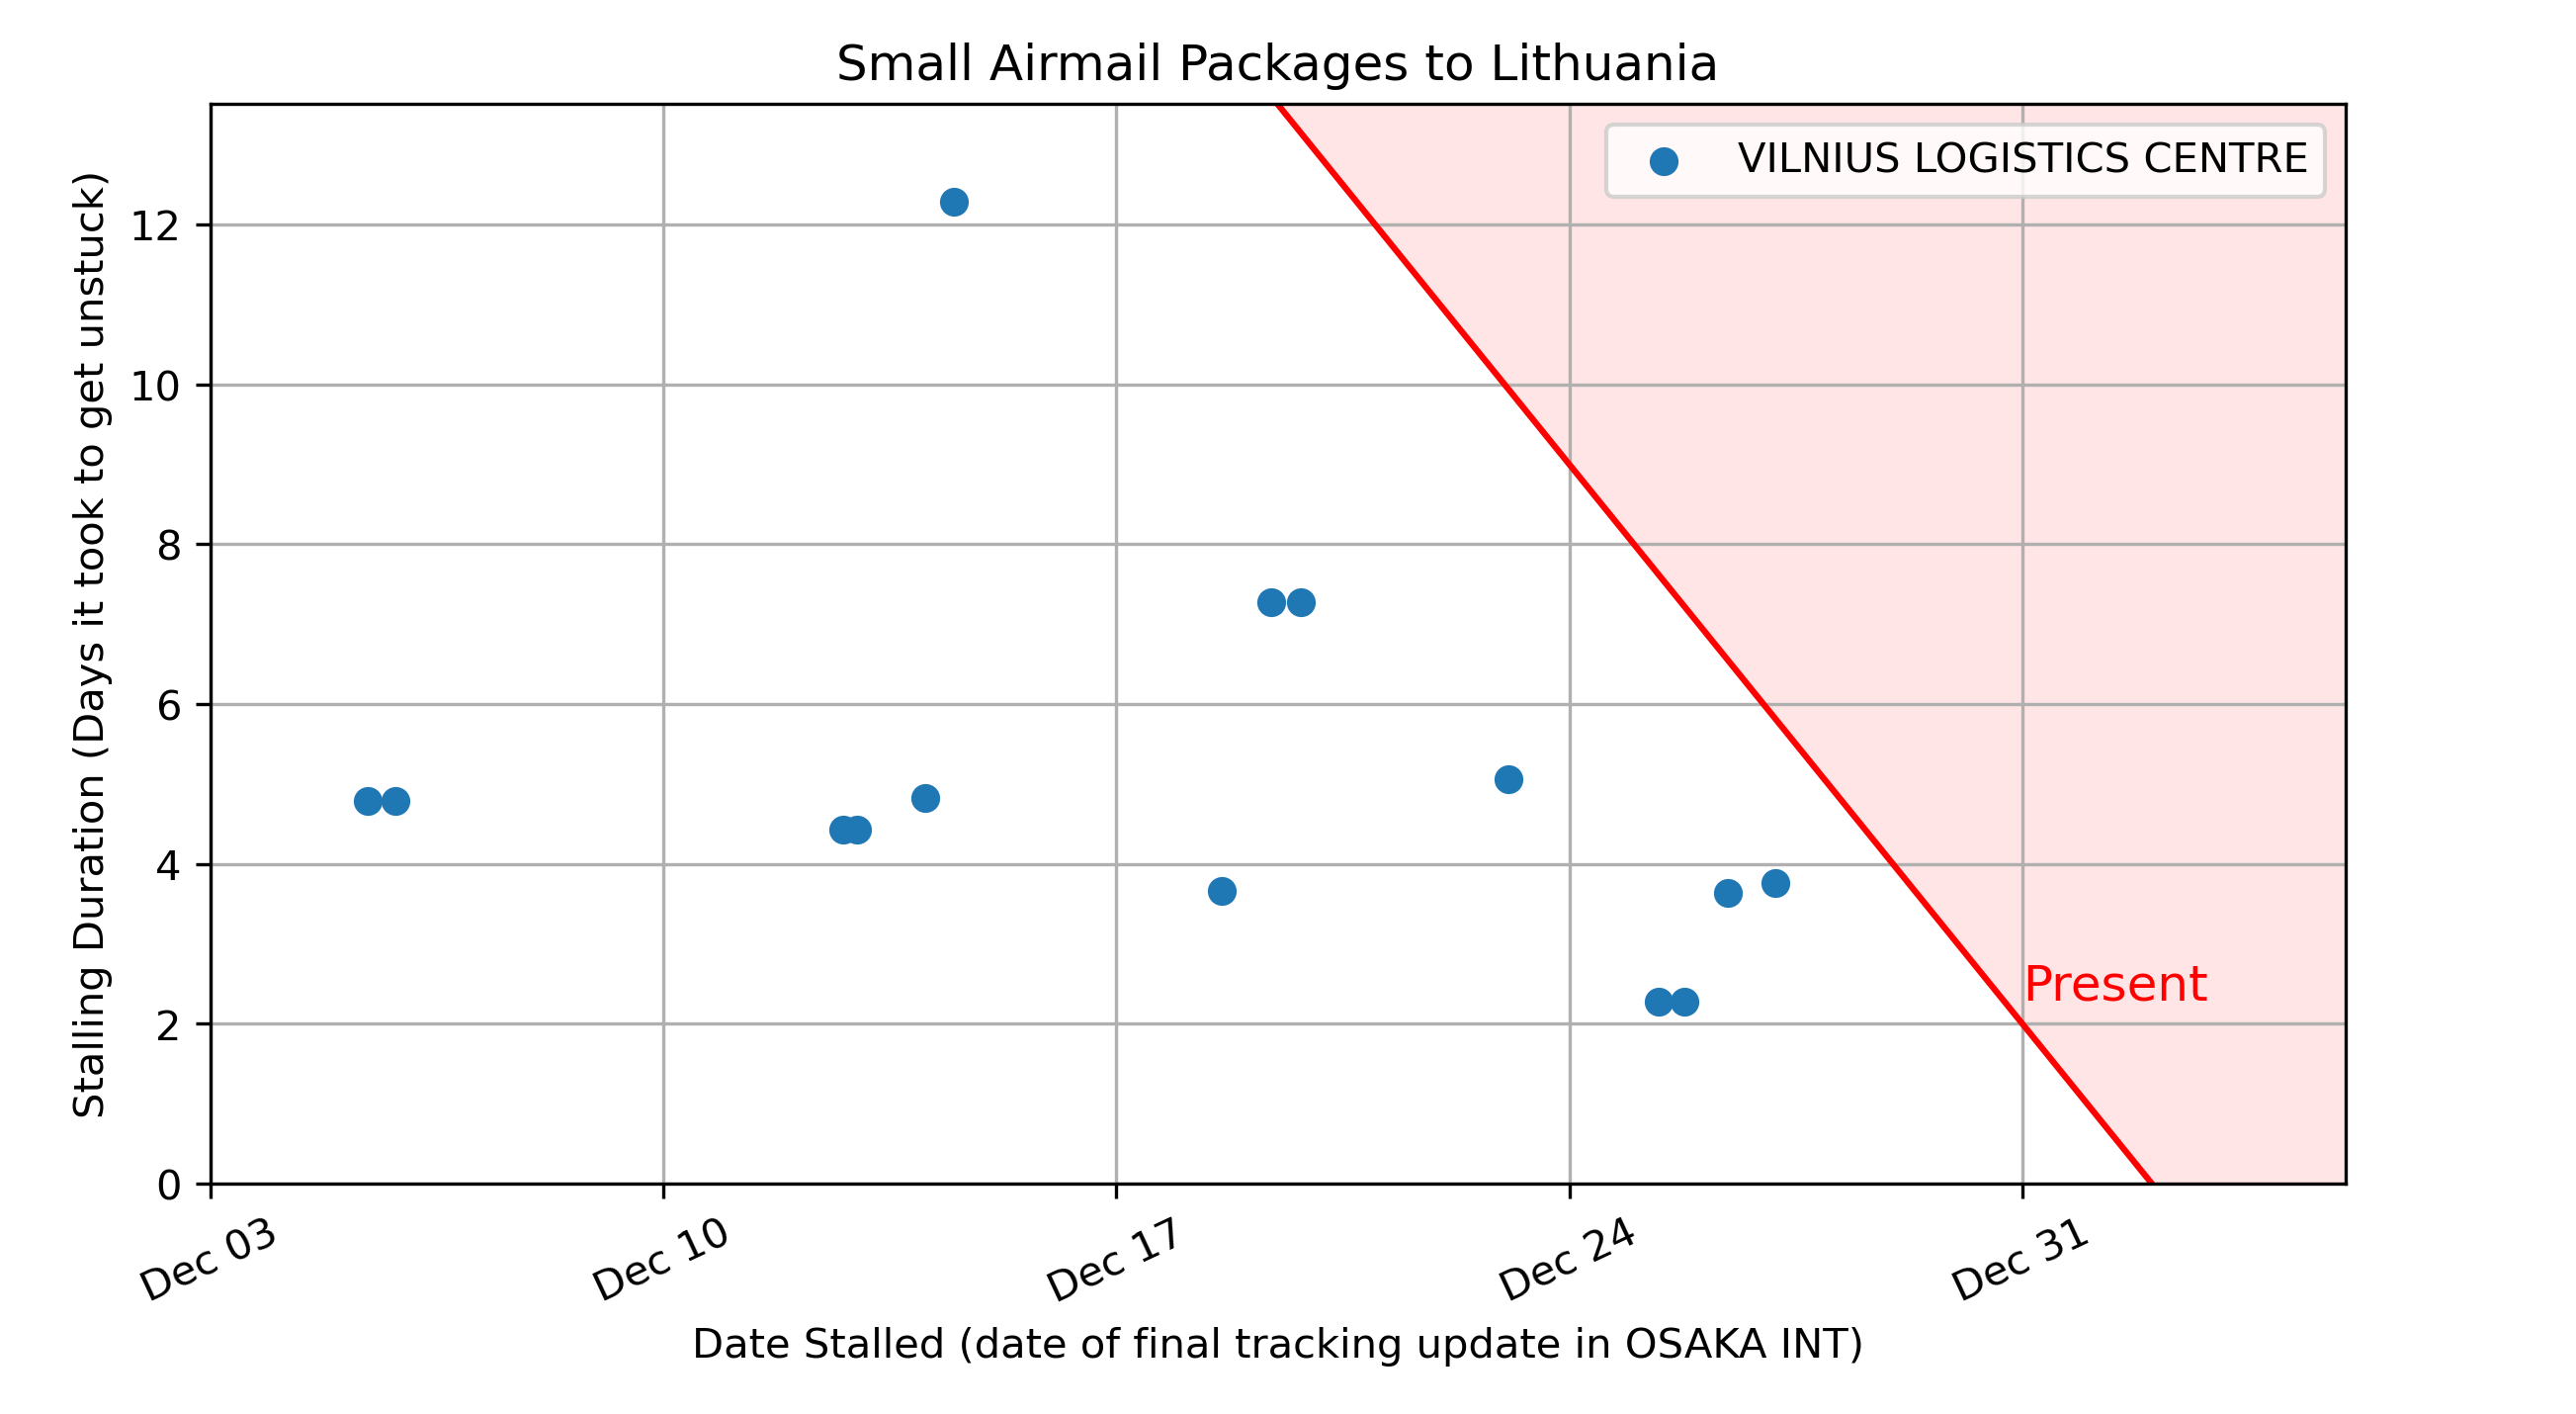 Small Airmail Packages to Lithuania
VILNIUS LOGISTICS CENTRE
Stalling Duration (Days it took to get unstuck)
12
10
8
6
4
2
0
Present
Dec 03
Dec 10
Dec 17
Dec 24
Dec 31
Date Stalled (date of final tracking update in OSAKA INT)